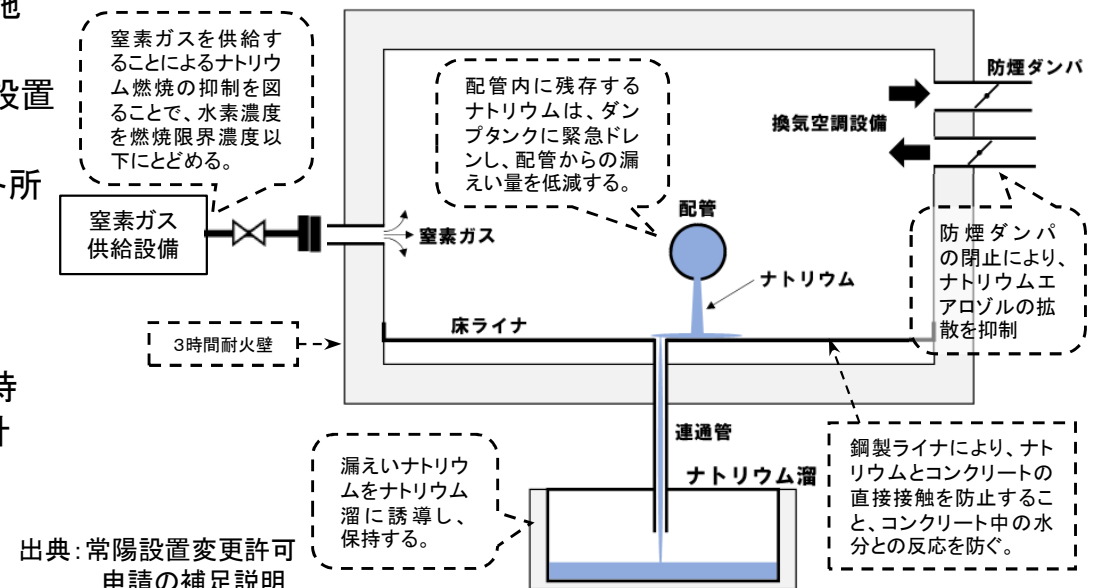 他
設置
所
時
計
窒素ガスを供給す
ることによるナトリウ
ム燃焼の抑制を図
ることで、水素濃度
を燃焼限界濃度以
下にとどめる。
配管内に残存する
ナトリウムは、ダン
プタンクに緊急ドレ
ンし、配管からの漏
えい量を低減する。
防煙ダンパ
換気空調設備
窒素ガス
供給設備
窒素ガス
配管
ナトリウム
防煙ダンパ
の閉止により、
ナトリウムエ
アロゾルの拡
散を抑制
床ライナ
3時間耐火壁
連通管
ナトリウム溜
漏えいナトリウ
ムをナトリウム
溜に誘導し、
保持する。
鋼製ライナにより、ナト
リウムとコンクリートの
直接接触を防止するこ
と、コンクリート中の水
分との反応を防ぐ。
出典:常陽設置変更許可
申請の補足説明